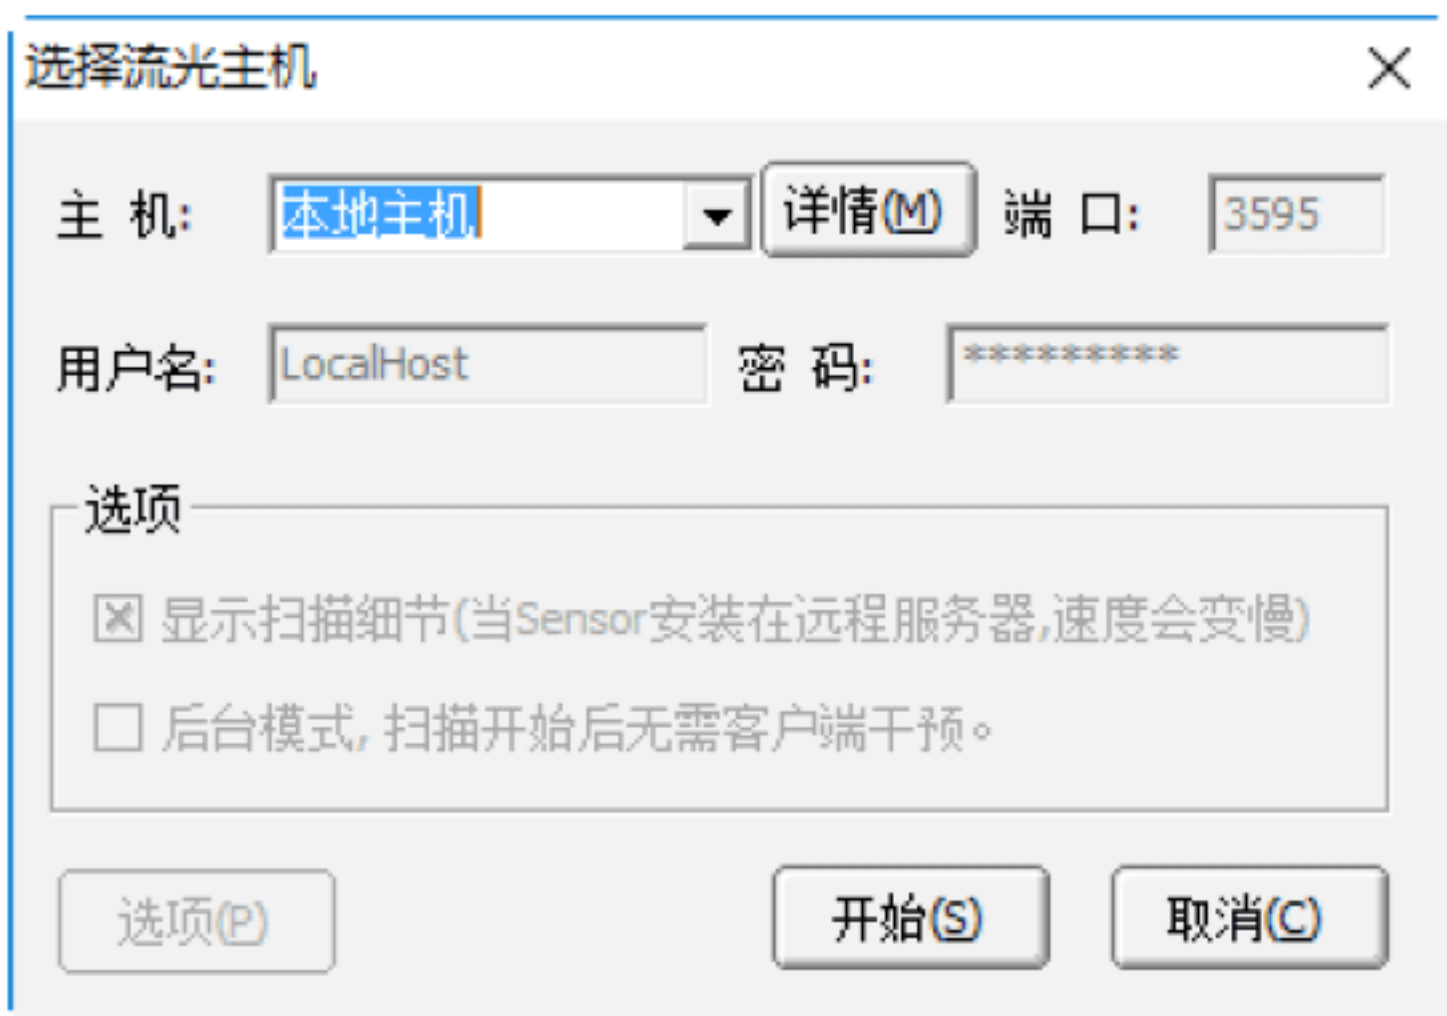 选择流光主机
主 机: 本地主机 详情(M) 端 口: 3595
用户名: LocalHost 密 码: *********
选项
显示扫描细节(当Sensor安装在远程服务器,速度会变慢)
后台模式, 扫描开始后无需客户端干预。
选项(P) 开始(S) 取消(C)